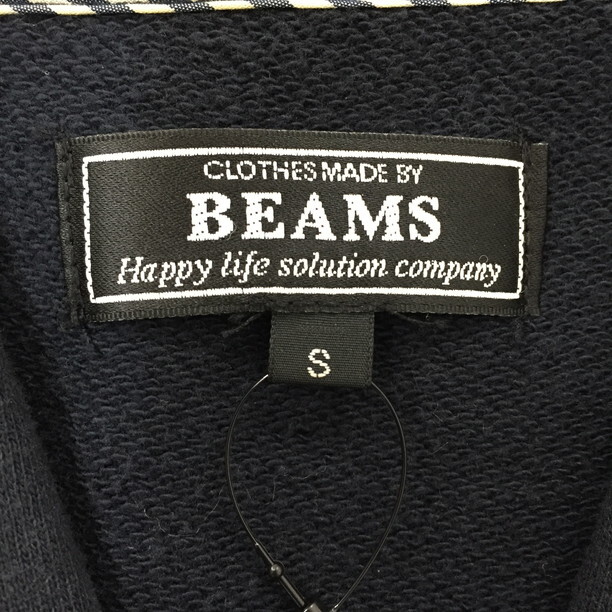 CLOTHES MADE BY
BEAMS
Happy life solution company
S